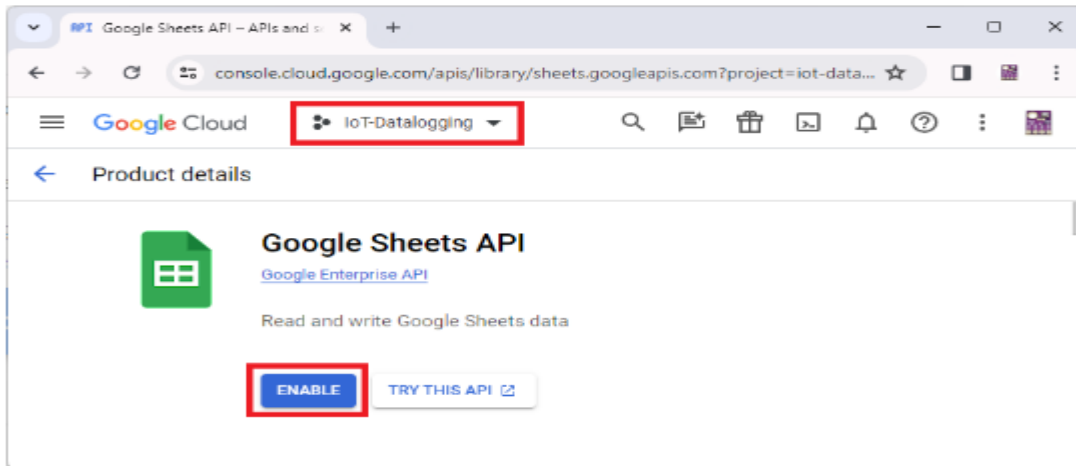 API Google Sheets API – APIs and s
console.cloud.google.com/apis/library/sheets.googleapis.com?project=iot-data...
Google Cloud
IoT-Datalogging
Product details
Google Sheets API
Google Enterprise API
Read and write Google Sheets data
ENABLE
TRY THIS API